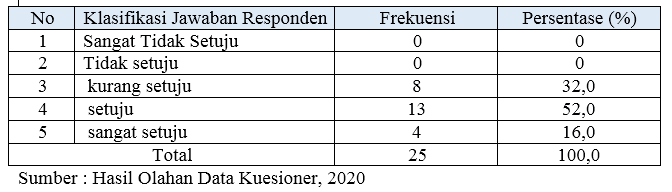 No Klasifikasi Jawaban Responden Frekuensi Persentase (%)
1 Sangat Tidak Setuju 0 0
2 Tidak setuju 0 0
3 kurang setuju 8 32,0
4 setuju 13 52,0
5 sangat setuju 4 16,0
Total 25 100,0
Sumber : Hasil Olahan Data Kuesioner, 2020